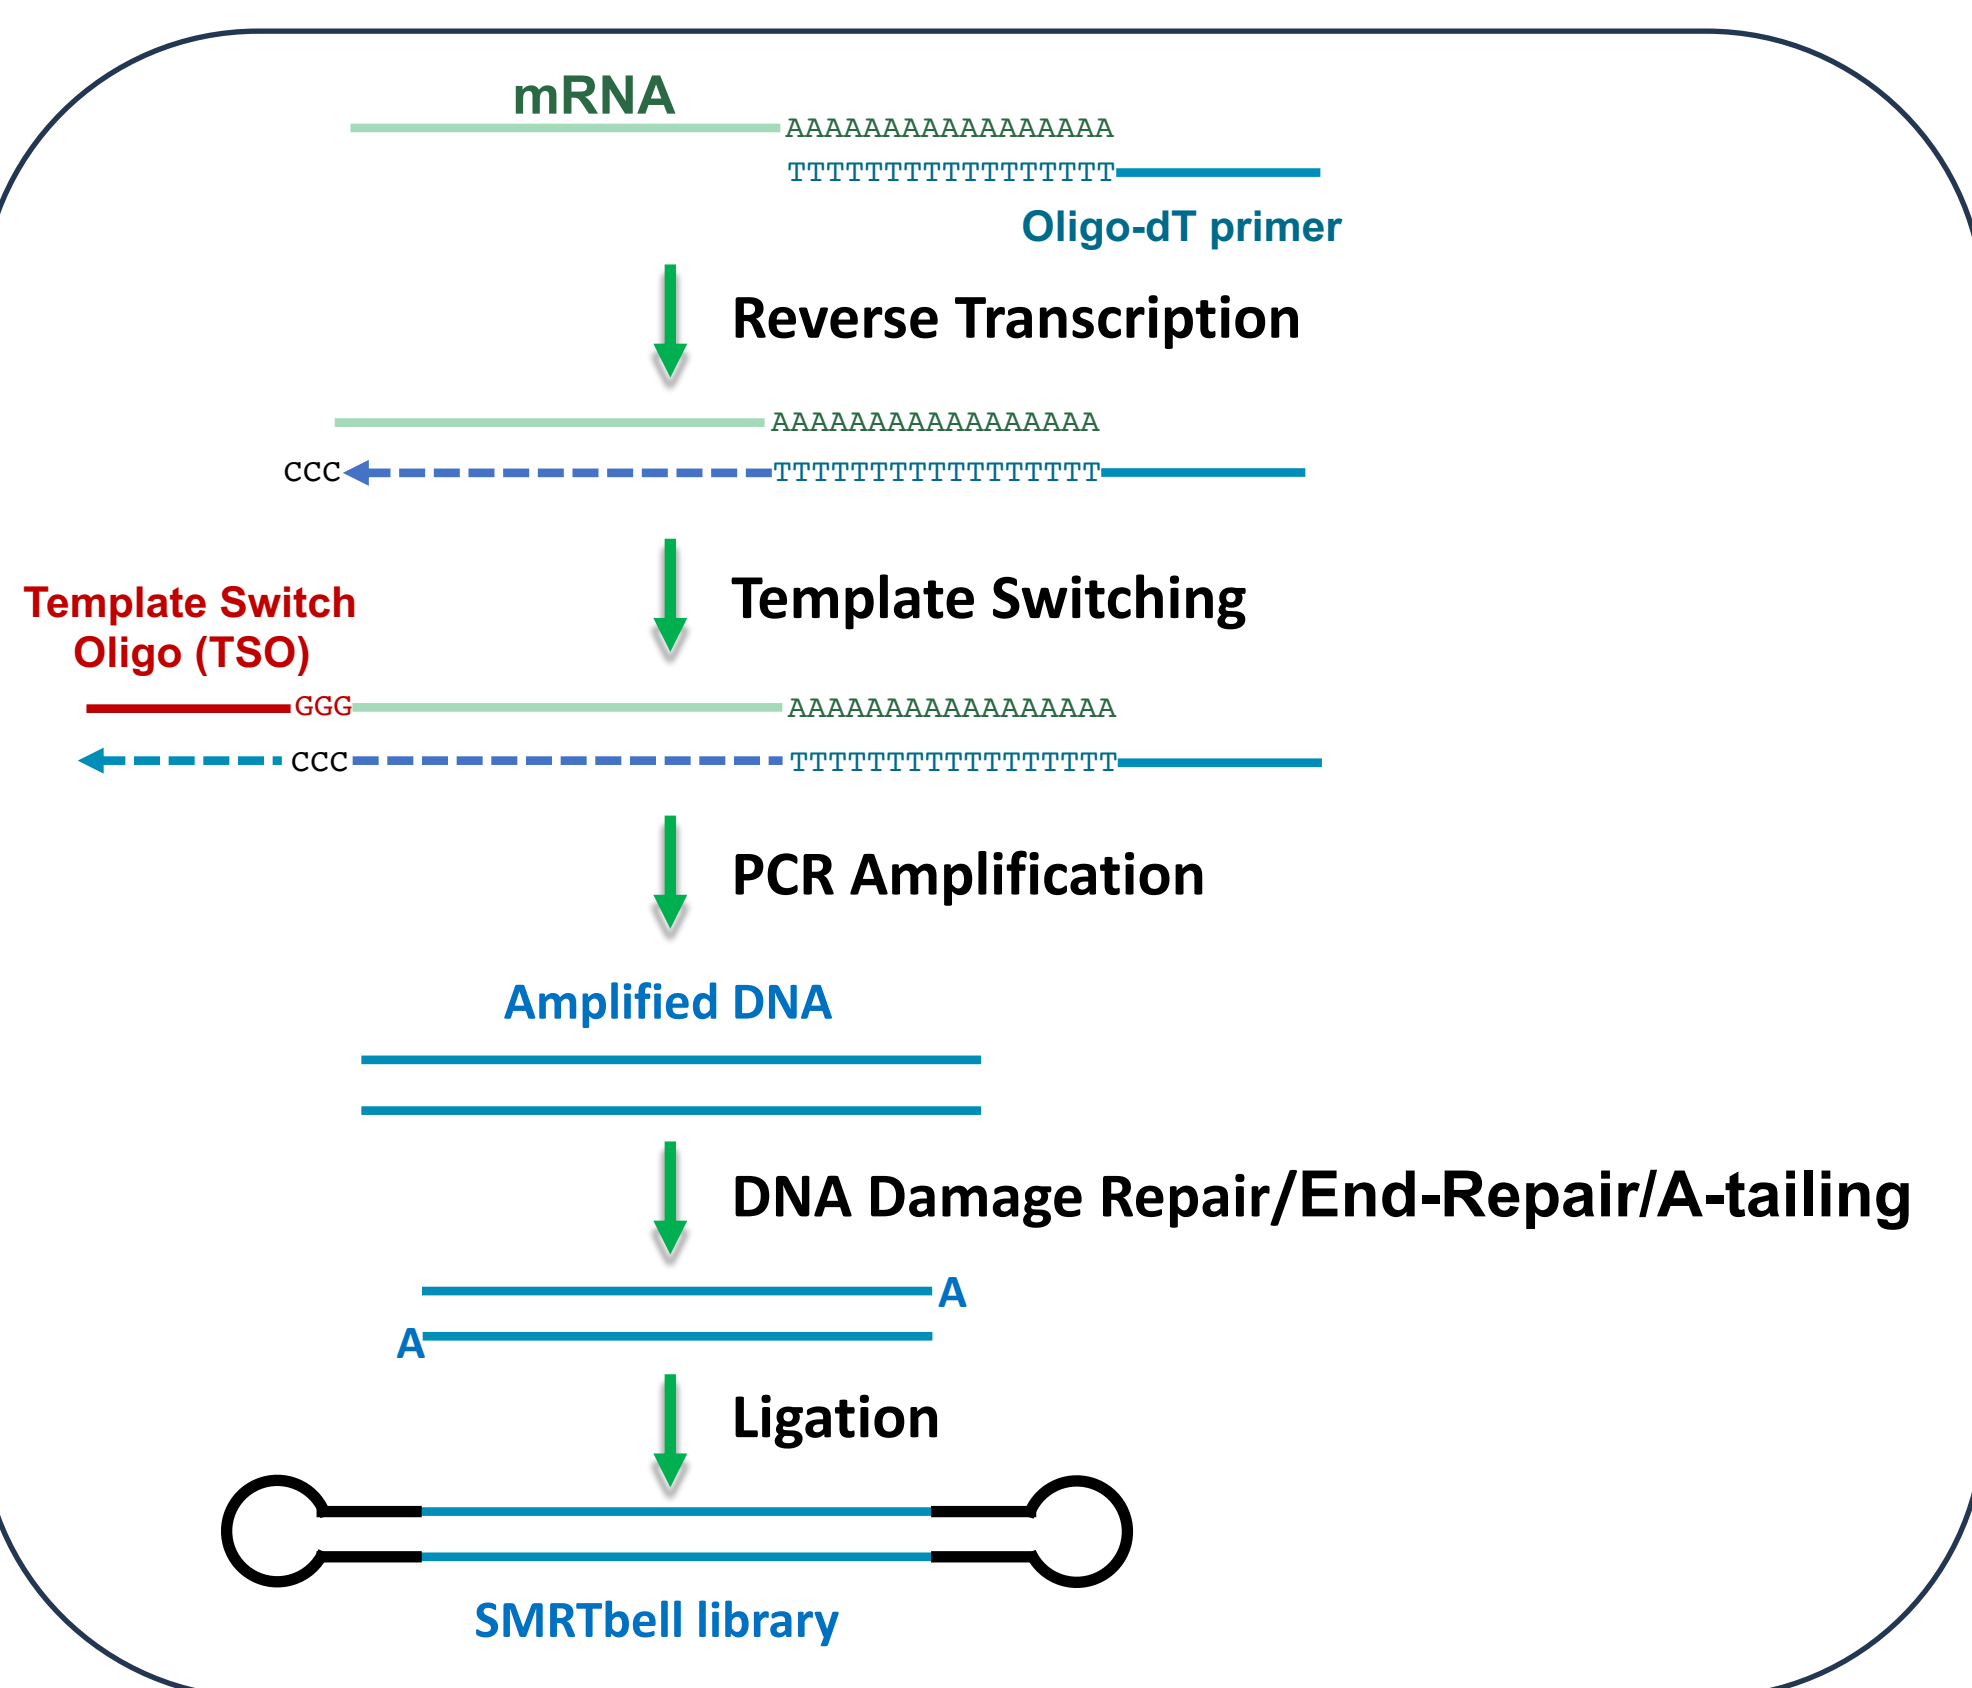 mRNA
AAAAAAAAAAAAAAAAA
TTTTTTTTTTTTTTTTT
Oligo-dT primer
Reverse Transcription
AAAAAAAAAAAAAAAAA
CCC TTTTTTTTTTTTTTTTT
Template Switching
Template Switch
Oligo (TSO)
GGG AAAAAAAAAAAAAAAAA
CCC TTTTTTTTTTTTTTTTT
PCR Amplification
Amplified DNA
DNA Damage Repair/End-Repair/A-tailing
A
A
Ligation
SMRTbell library